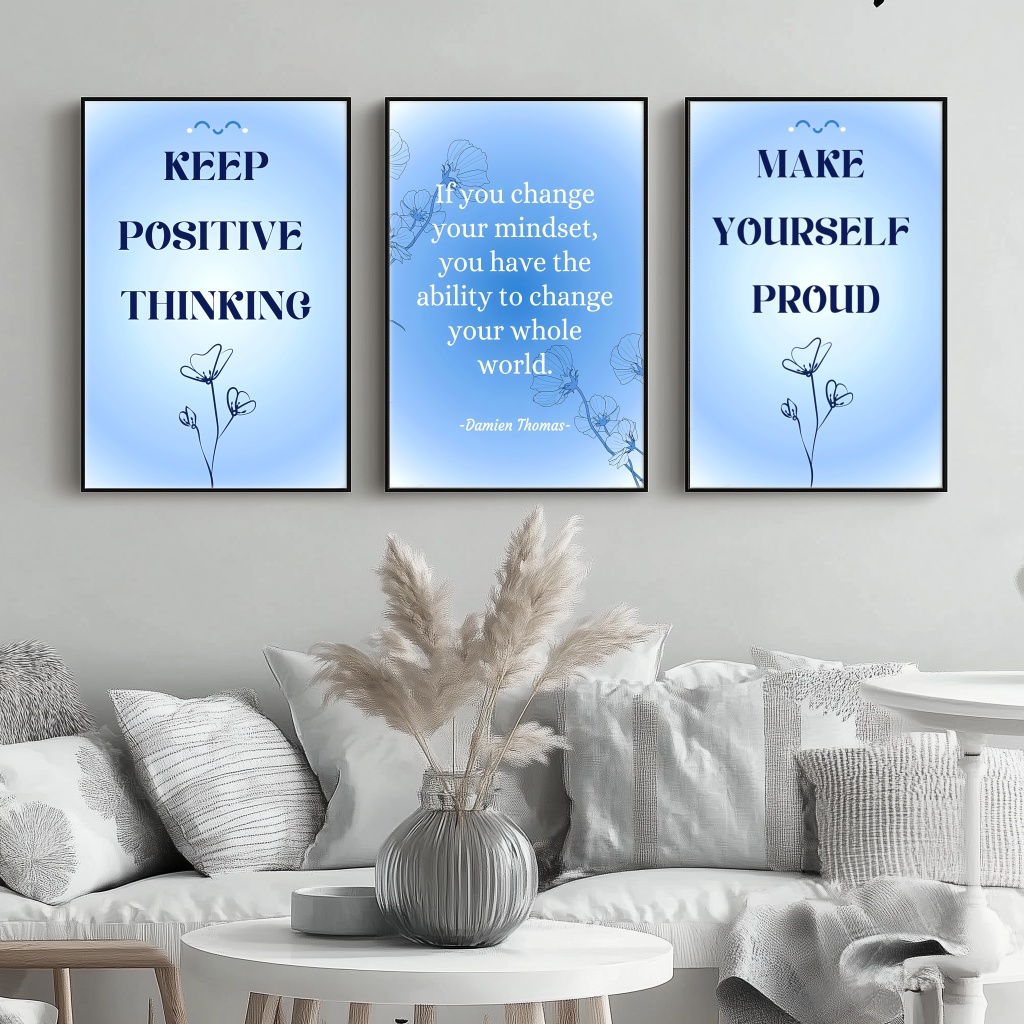 KEEP
POSITIVE
THINKING
If you change
your mindset,
you have the
ability to change
your whole
world.
-Damien Thomas-
MAKE
YOURSELF
PROUD